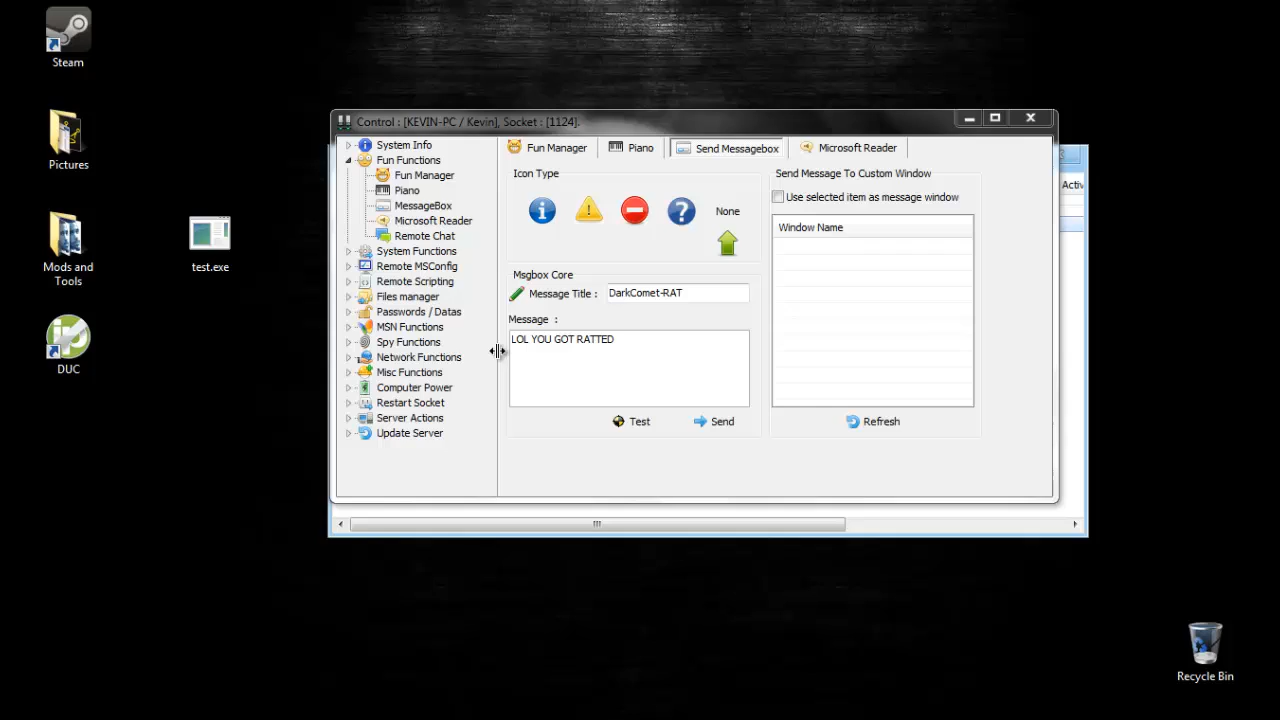 Steam
Pictures
Mods and
Tools
DUC
test.exe
Control : [KEVIN-PC / Kevin], Socket : [1124].
System Info
Fun Functions
Fun Manager
Piano
MessageBox
Microsoft Reader
Remote Chat
System Functions
Remote MSConfig
Remote Scripting
Files manager
Passwords / Datas
MSN Functions
Spy Functions
Network Functions
Misc Functions
Computer Power
Restart Socket
Server Actions
Update Server
Fun Manager
Piano
Send Messagebox
Microsoft Reader
Icon Type
None
Msgbox Core
Message Title : DarkComet-RAT
Message :
LOL YOU GOT RATTED
Test
Send
Send Message To Custom Window
Use selected item as message window
Window Name
Refresh
Activ
Recycle Bin